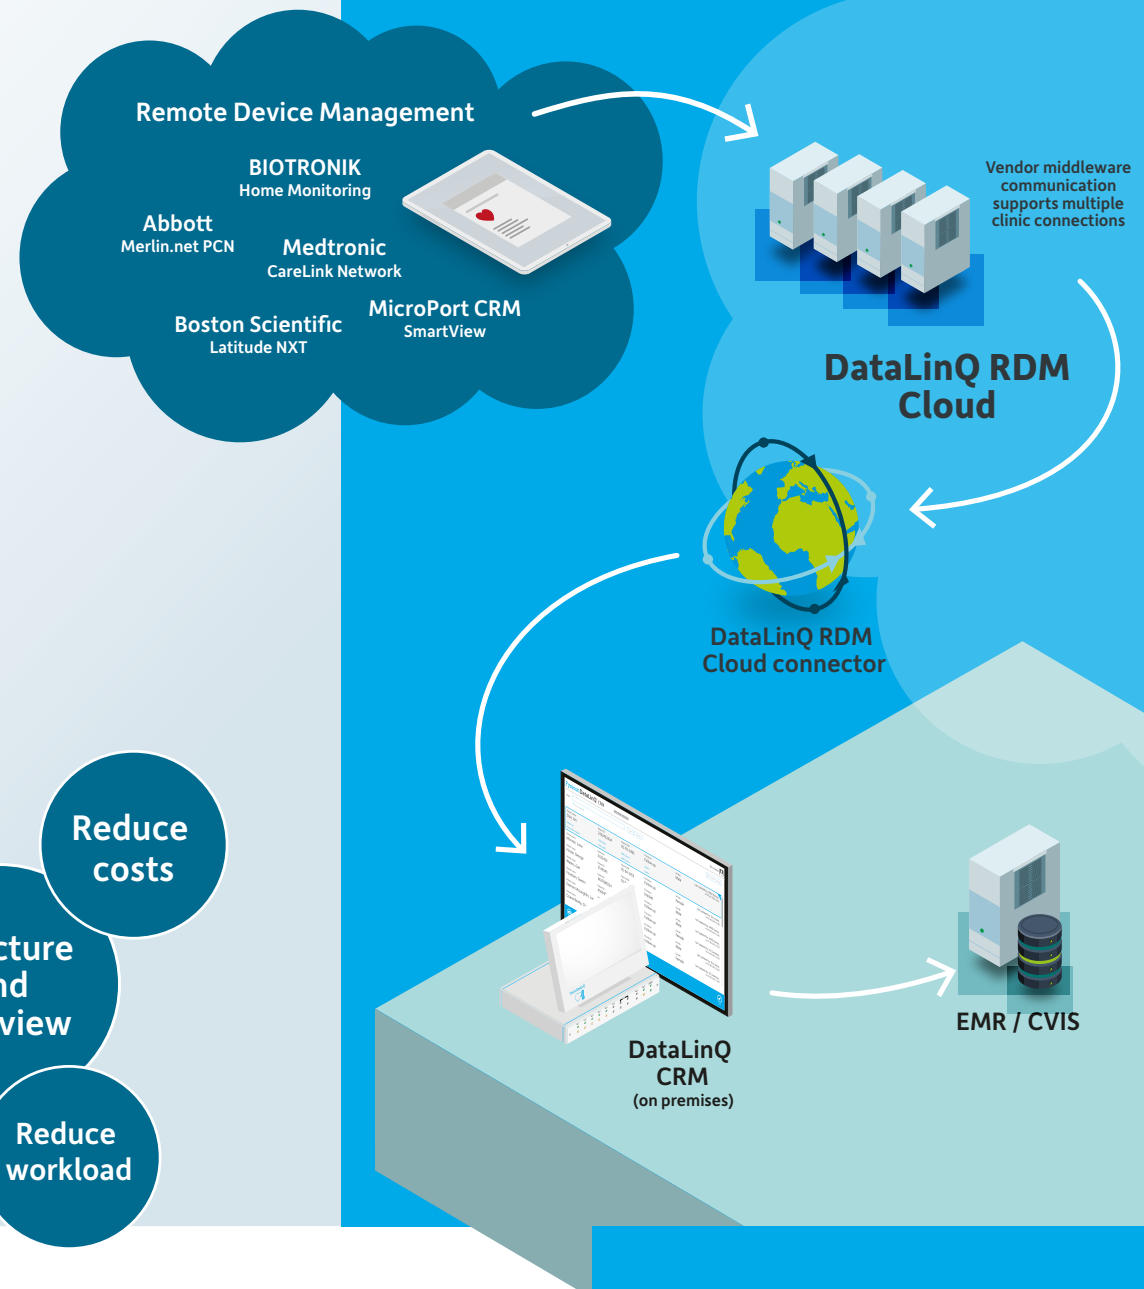 Remote Device Management
BIOTRONIK
Home Monitoring
Abbott
Merlin.net PCN
Medtronic
CareLink Network
MicroPort CRM
SmartView
Boston Scientific
Latitude NXT
Vendor middleware
communication
supports multiple
clinic connections
DataLinQ RDM
Cloud
DataLinQ RDM
Cloud connector
Reduce
costs
cture
nd
view
Reduce
workload
DataLinQ
CRM
(on premises)
EMR / CVIS